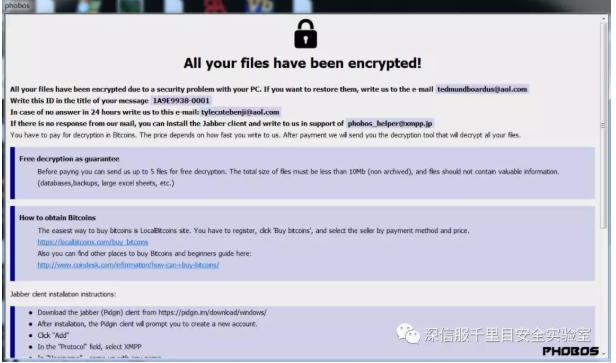 phobos
All your files have been encrypted!
All your files have been encrypted due to a security problem with your PC. If you want to restore them, write us to the e-mail tedmundboardus@aol.com
Write this ID in the title of your message 1A9E9938-0001
In case of no answer in 24 hours write us to this e-mail: tylecotebenji@aol.com
If there is no response from our mail, you can install the Jabber client and write to us in support of phobos_helper@xmpp.jp
You have to pay for decryption in Bitcoins. The price depends on how fast you write to us. After payment we will send you the decryption tool that will decrypt all your files.
Free decryption as guarantee
Before paying you can send us up to 5 files for free decryption. The total size of files must be less than 10Mb (non archived), and files should not contain valuable information.
(databases,backups, large excel sheets, etc.)
How to obtain Bitcoins
The easiest way to buy bitcoins is LocalBitcoins site. You have to register, click 'Buy bitcoins', and select the seller by payment method and price.
https://localbitcoins.com/buy_bitcoins
Also you can find other places to buy Bitcoins and beginners guide here:
http://www.coindesk.com/information/how-can-i-buy-bitcoins/
Jabber client installation instructions:
Download the jabber (Pidgin) client from https://pidgin.im/download/windows/
After installation, the Pidgin client will prompt you to create a new account.
Click "Add"
In the "Protocol" field, select XMPP
深信服千里目安全实验室
PHOBOS